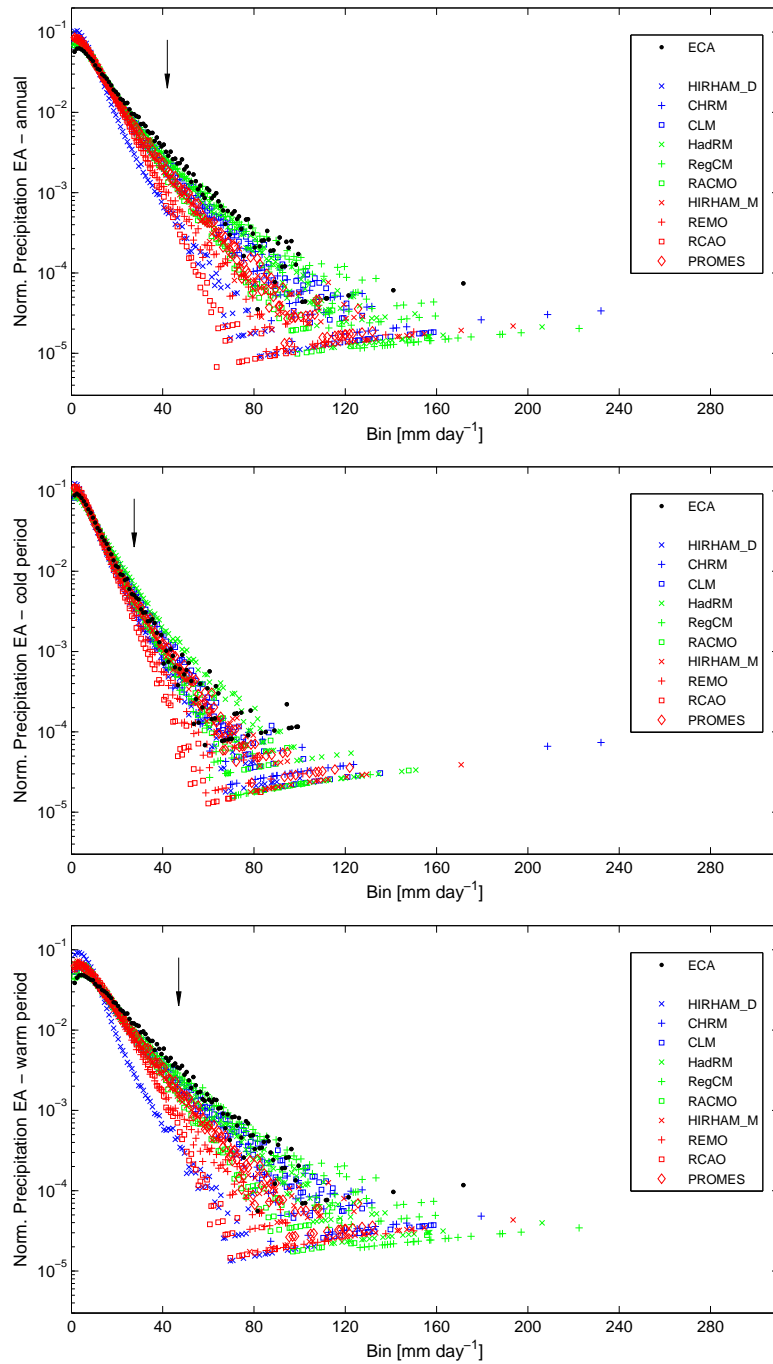 Norm. Precipitation EA – annual
10⁻¹
10⁻²
10⁻³
10⁻⁴
10⁻⁵
0 40 80 120 160 200 240 280
Bin [mm day⁻¹]
ECA
HIRHAM_D
CHRM
CLM
HadRM
RegCM
RACMO
HIRHAM_M
REMO
RCAO
PROMES
Norm. Precipitation EA – cold period
10⁻¹
10⁻²
10⁻³
10⁻⁴
10⁻⁵
0 40 80 120 160 200 240 280
Bin [mm day⁻¹]
ECA
HIRHAM_D
CHRM
CLM
HadRM
RegCM
RACMO
HIRHAM_M
REMO
RCAO
PROMES
Norm. Precipitation EA – warm period
10⁻¹
10⁻²
10⁻³
10⁻⁴
10⁻⁵
0 40 80 120 160 200 240 280
Bin [mm day⁻¹]
ECA
HIRHAM_D
CHRM
CLM
HadRM
RegCM
RACMO
HIRHAM_M
REMO
RCAO
PROMES